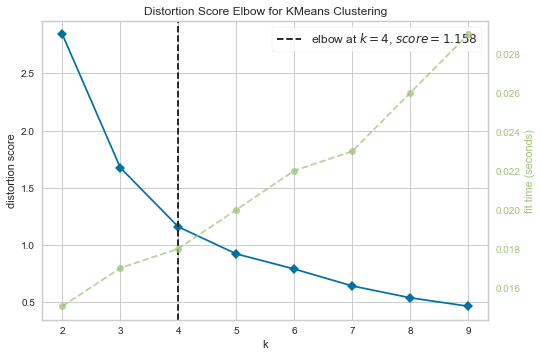 Distortion Score Elbow for KMeans Clustering
elbow at k = 4, score = 1.158
distortion score
2.5
2.0
1.5
1.0
0.5
0.028
0.026
0.024
0.022
0.020
0.018
0.016
fit time (seconds)
2 3 4 5 6 7 8 9
k